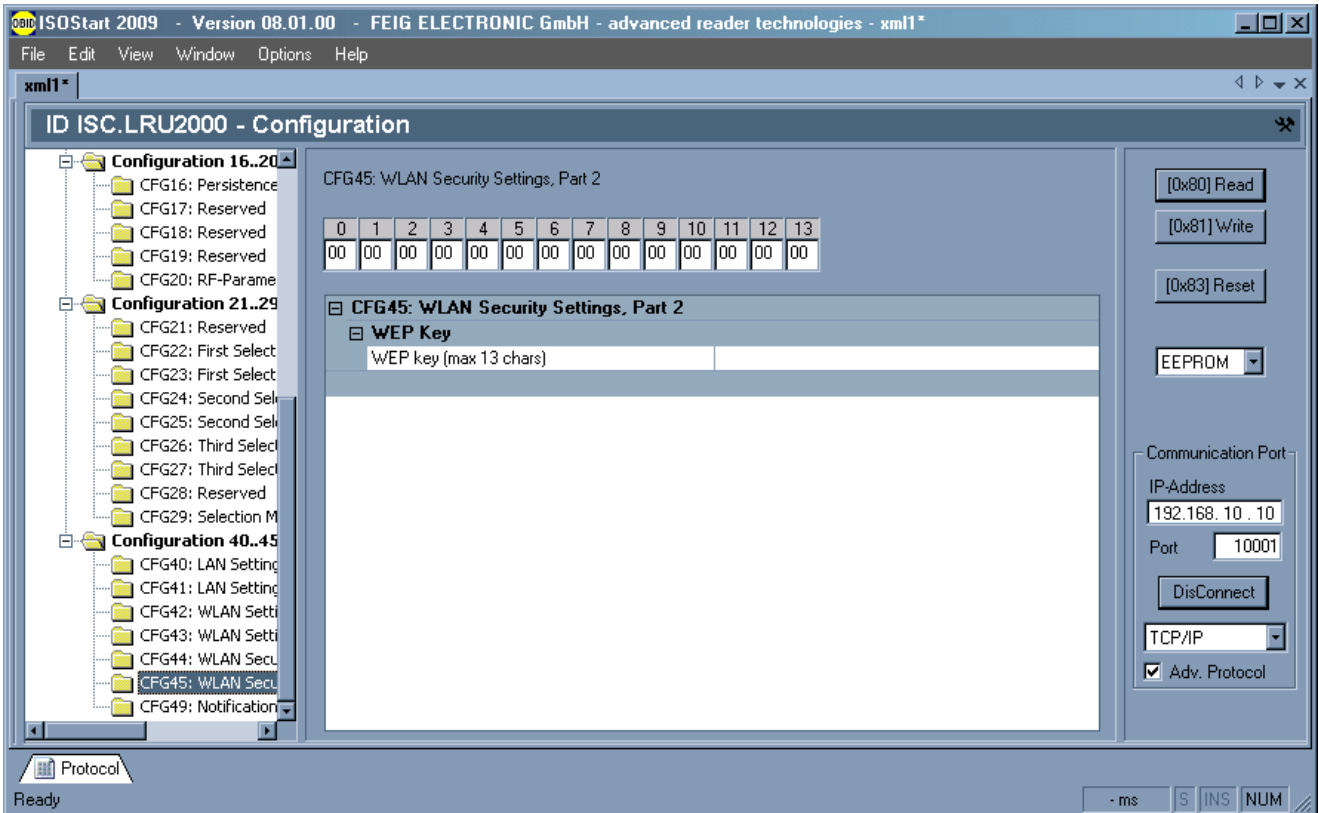 OBID ISOStart 2009 - Version 08.01.00 - FEIG ELECTRONIC GmbH - advanced reader technologies - xml1*
File Edit View Window Options Help
xml1*
ID ISC.LRU2000 - Configuration
Configuration 16..20
CFG16: Persistence
CFG17: Reserved
CFG18: Reserved
CFG19: Reserved
CFG20: RF-Parame
Configuration 21..29
CFG21: Reserved
CFG22: First Select
CFG23: First Select
CFG24: Second Sel
CFG25: Second Sel
CFG26: Third Select
CFG27: Third Select
CFG28: Reserved
CFG29: Selection M
Configuration 40..45
CFG40: LAN Setting
CFG41: LAN Setting
CFG42: WLAN Setti
CFG43: WLAN Setti
CFG44: WLAN Secu
CFG45: WLAN Secu
CFG49: Notification
CFG45: WLAN Security Settings, Part 2
0 1 2 3 4 5 6 7 8 9 10 11 12 13
00 00 00 00 00 00 00 00 00 00 00 00 00 00
CFG45: WLAN Security Settings, Part 2
WEP Key
WEP key (max 13 chars)
[0x80] Read
[0x81] Write
[0x83] Reset
EEPROM
Communication Port
IP-Address
192.168. 10 . 10
Port 10001
DisConnect
TCP/IP
Adv. Protocol
Protocol
Ready
- ms S INS NUM